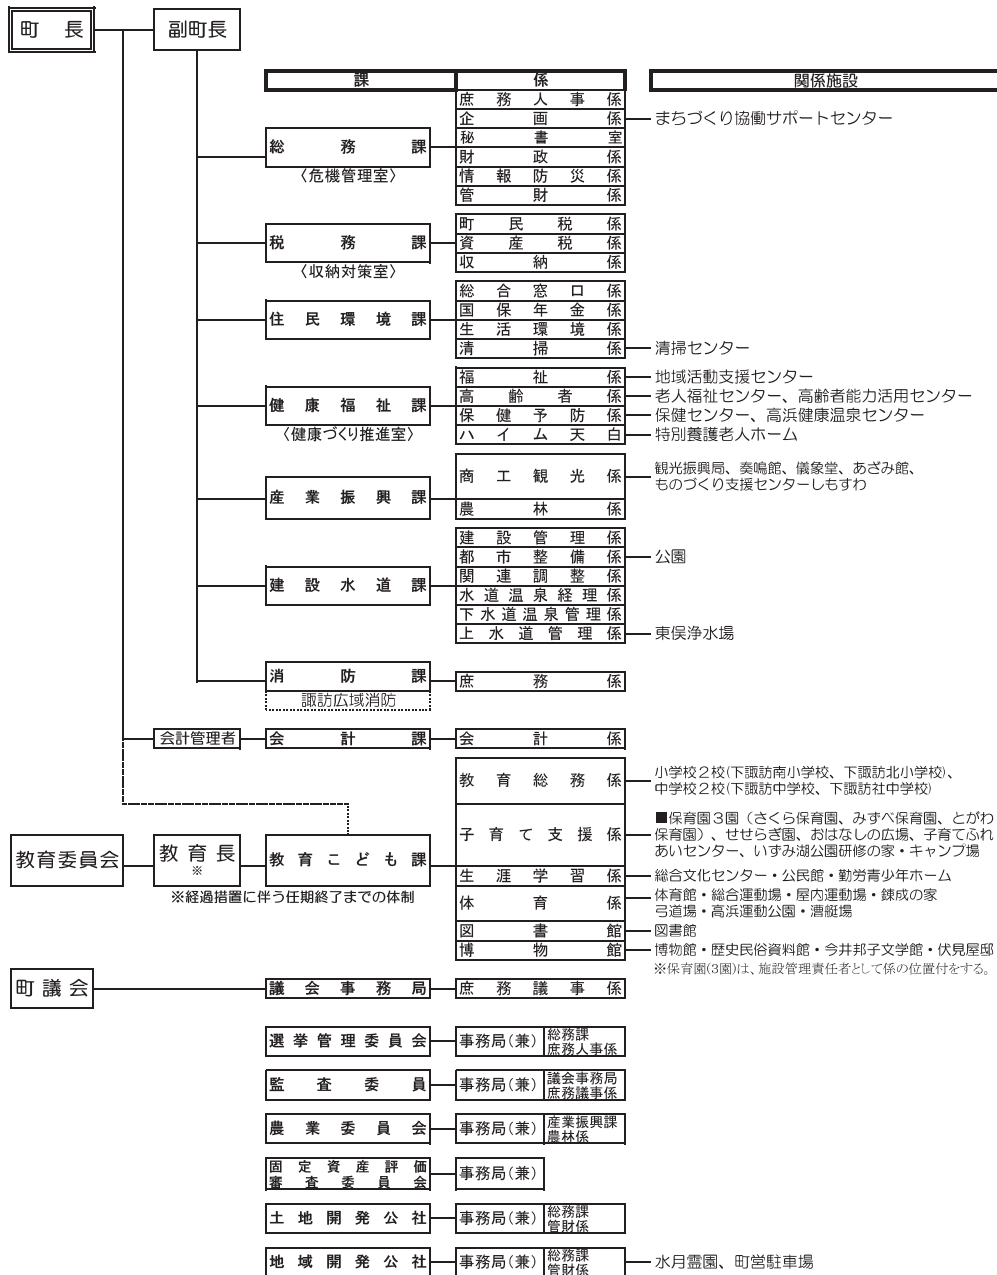 町長
副町長
課 係 関係施設
庶務人事係
企画係 まちづくり協働サポートセンター
総務課
秘書室
財政係
〈危機管理室〉
情報防災係
管財係
町民税係
税務課
資産税係
収納係
〈収納対策室〉
総合窓口係
住民環境課
国保年金係
生活環境係
清掃係 清掃センター
福祉係 地域活動支援センター
健康福祉課
高齢者係 老人福祉センター、高齢者能力活用センター
保健予防係 保健センター、高浜健康温泉センター
〈健康づくり推進室〉
ハイム天白 特別養護老人ホーム
商工観光係 観光振興局、奏鳴館、儀象堂、あざみ館、
ものづくり支援センターしもすわ
産業振興課
農林係
建設管理係
都市整備係 公園
建設水道課
関連調整係
水道温泉経理係
下水道温泉管理係
上水道管理係 東俣浄水場
消防課
庶務係
諏訪広域消防
会計管理者 会計課 会計係
教育総務係 小学校２校(下諏訪南小学校、下諏訪北小学校)、
中学校２校(下諏訪中学校、下諏訪社中学校)
■保育園３園（さくら保育園、みずべ保育園、とがわ
子育て支援係 保育園）、せせらぎ園、おはなしの広場、子育てふれ
あいセンター、いずみ湖公園研修の家・キャンプ場
教育委員会 教育長 教育こども課
※
生涯学習係 総合文化センター・公民館・勤労青少年ホーム
※経過措置に伴う任期終了までの体制
体育係 体育館・総合運動場・屋内運動場・錬成の家
弓道場・高浜運動公園・漕艇場
図書館 図書館
博物館 博物館・歴史民俗資料館・今井邦子文学館・伏見屋邸
※保育園(3園)は、施設管理責任者として係の位置付をする。
町議会 議会事務局 庶務議事係
選挙管理委員会 事務局(兼) 総務課
庶務人事係
監査委員 事務局(兼) 議会事務局
庶務議事係
農業委員会 事務局(兼) 産業振興課
農林係
固定資産評価
審査委員会
事務局(兼)
土地開発公社 事務局(兼) 総務課
管財係
地域開発公社 事務局(兼) 総務課
管財係
水月霊園、町営駐車場